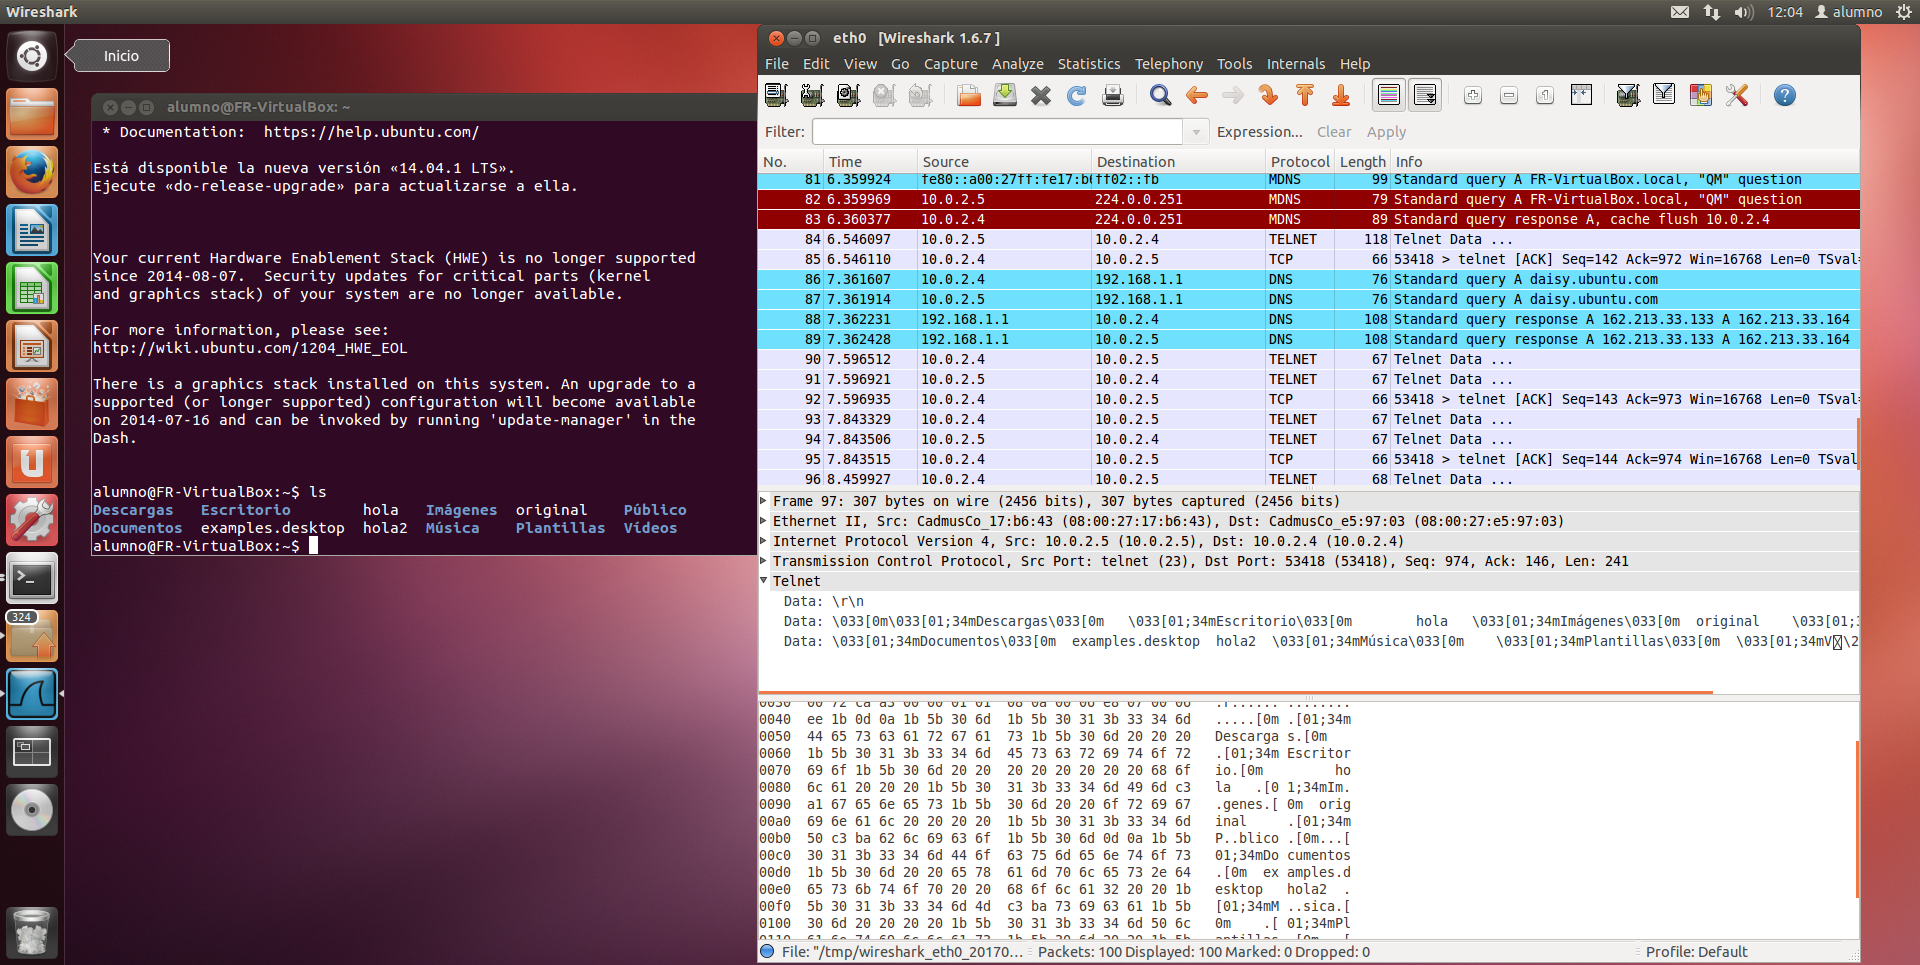 Wireshark
12:04 alumno
Inicio
alumno@FR-VirtualBox: ~
* Documentation:  https://help.ubuntu.com/
Está disponible la nueva versión «14.04.1 LTS».
Ejecute «do-release-upgrade» para actualizarse a ella.
Your current Hardware Enablement Stack (HWE) is no longer supported
since 2014-08-07.  Security updates for critical parts (kernel
and graphics stack) of your system are no longer available.
For more information, please see:
http://wiki.ubuntu.com/1204_HWE_EOL
There is a graphics stack installed on this system. An upgrade to a
supported (or longer supported) configuration will become available
on 2014-07-16 and can be invoked by running 'update-manager' in the
Dash.
alumno@FR-VirtualBox:~$ ls
Descargas   Escritorio        hola   Imágenes  original    Público
Documentos  examples.desktop  hola2  Música    Plantillas  Vídeos
alumno@FR-VirtualBox:~$
324
eth0   [Wireshark 1.6.7 ]
File Edit View Go Capture Analyze Statistics Telephony Tools Internals Help
Filter: Expression... Clear Apply
No. Time Source Destination Protocol Length Info
81 6.359924 fe80::a00:27ff:fe17:b6 ff02::fb MDNS 99 Standard query A FR-VirtualBox.local, "QM" question
82 6.359969 10.0.2.5 224.0.0.251 MDNS 79 Standard query A FR-VirtualBox.local, "QM" question
83 6.360377 10.0.2.4 224.0.0.251 MDNS 89 Standard query response A, cache flush 10.0.2.4
84 6.546097 10.0.2.5 10.0.2.4 TELNET 118 Telnet Data ...
85 6.546110 10.0.2.4 10.0.2.5 TCP 66 53418 > telnet [ACK] Seq=142 Ack=972 Win=16768 Len=0 TSval=
86 7.361607 10.0.2.4 192.168.1.1 DNS 76 Standard query A daisy.ubuntu.com
87 7.361914 10.0.2.5 192.168.1.1 DNS 76 Standard query A daisy.ubuntu.com
88 7.362231 192.168.1.1 10.0.2.4 DNS 108 Standard query response A 162.213.33.133 A 162.213.33.164
89 7.362428 192.168.1.1 10.0.2.5 DNS 108 Standard query response A 162.213.33.133 A 162.213.33.164
90 7.596512 10.0.2.4 10.0.2.5 TELNET 67 Telnet Data ...
91 7.596921 10.0.2.5 10.0.2.4 TELNET 67 Telnet Data ...
92 7.596935 10.0.2.4 10.0.2.5 TCP 66 53418 > telnet [ACK] Seq=143 Ack=973 Win=16768 Len=0 TSval=
93 7.843329 10.0.2.4 10.0.2.5 TELNET 67 Telnet Data ...
94 7.843506 10.0.2.5 10.0.2.4 TELNET 67 Telnet Data ...
95 7.843515 10.0.2.4 10.0.2.5 TCP 66 53418 > telnet [ACK] Seq=144 Ack=974 Win=16768 Len=0 TSval
96 8.459927 10.0.2.4 10.0.2.5 TELNET 68 Telnet Data ...
Frame 97: 307 bytes on wire (2456 bits), 307 bytes captured (2456 bits)
Ethernet II, Src: CadmusCo_17:b6:43 (08:00:27:17:b6:43), Dst: CadmusCo_e5:97:03 (08:00:27:e5:97:03)
Internet Protocol Version 4, Src: 10.0.2.5 (10.0.2.5), Dst: 10.0.2.4 (10.0.2.4)
Transmission Control Protocol, Src Port: telnet (23), Dst Port: 53418 (53418), Seq: 974, Ack: 146, Len: 241
Telnet
Data: \r\n
Data: \033[0m\033[01;34mDescargas\033[0m   \033[01;34mEscritorio\033[0m        hola   \033[01;34mImágenes\033[0m  original    \033[01;3
Data: \033[01;34mDocumentos\033[0m  examples.desktop  hola2  \033[01;34mMúsica\033[0m    \033[01;34mPlantillas\033[0m  \033[01;34mV \2
0040  ee 1b 0d 0a 1b 5b 30 6d  1b 5b 30 31 3b 33 34 6d   .....[0m .[01;34m
0050  44 65 73 63 61 72 67 61  73 1b 5b 30 6d 20 20 20   Descarga s.[0m
0060  1b 5b 30 31 3b 33 34 6d  45 73 63 72 69 74 6f 72   .[01;34m Escritor
0070  69 6f 1b 5b 30 6d 20 20  20 20 20 20 20 20 68 6f   io.[0m         ho
0080  6c 61 20 20 20 1b 5b 30  31 3b 33 34 6d 49 6d c3   la   .[0 1;34mIm.
0090  a1 67 65 6e 65 73 1b 5b  30 6d 20 20 6f 72 69 67   .genes.[ 0m  orig
00a0  69 6e 61 6c 20 20 20 20  1b 5b 30 31 3b 33 34 6d   inal     .[01;34m
00b0  50 c3 ba 62 6c 69 63 6f  1b 5b 30 6d 0d 0a 1b 5b   P..blico .[0m...[
00c0  30 31 3b 33 34 6d 44 6f  63 75 6d 65 6e 74 6f 73   01;34mDo cumentos
00d0  1b 5b 30 6d 20 20 65 78  61 6d 70 6c 65 73 2e 64   .[0m  ex amples.d
00e0  65 73 6b 74 6f 70 20 20  68 6f 6c 61 32 20 20 1b   esktop   hola2  .
00f0  5b 30 31 3b 33 34 6d 4d  c3 ba 73 69 63 61 1b 5b   [01;34mM ..sica.[
0100  30 6d 20 20 20 20 1b 5b  30 31 3b 33 34 6d 50 6c   0m    .[ 01;34mPl
File: "/tmp/wireshark_eth0_20170... Packets: 100 Displayed: 100 Marked: 0 Dropped: 0 Profile: Default